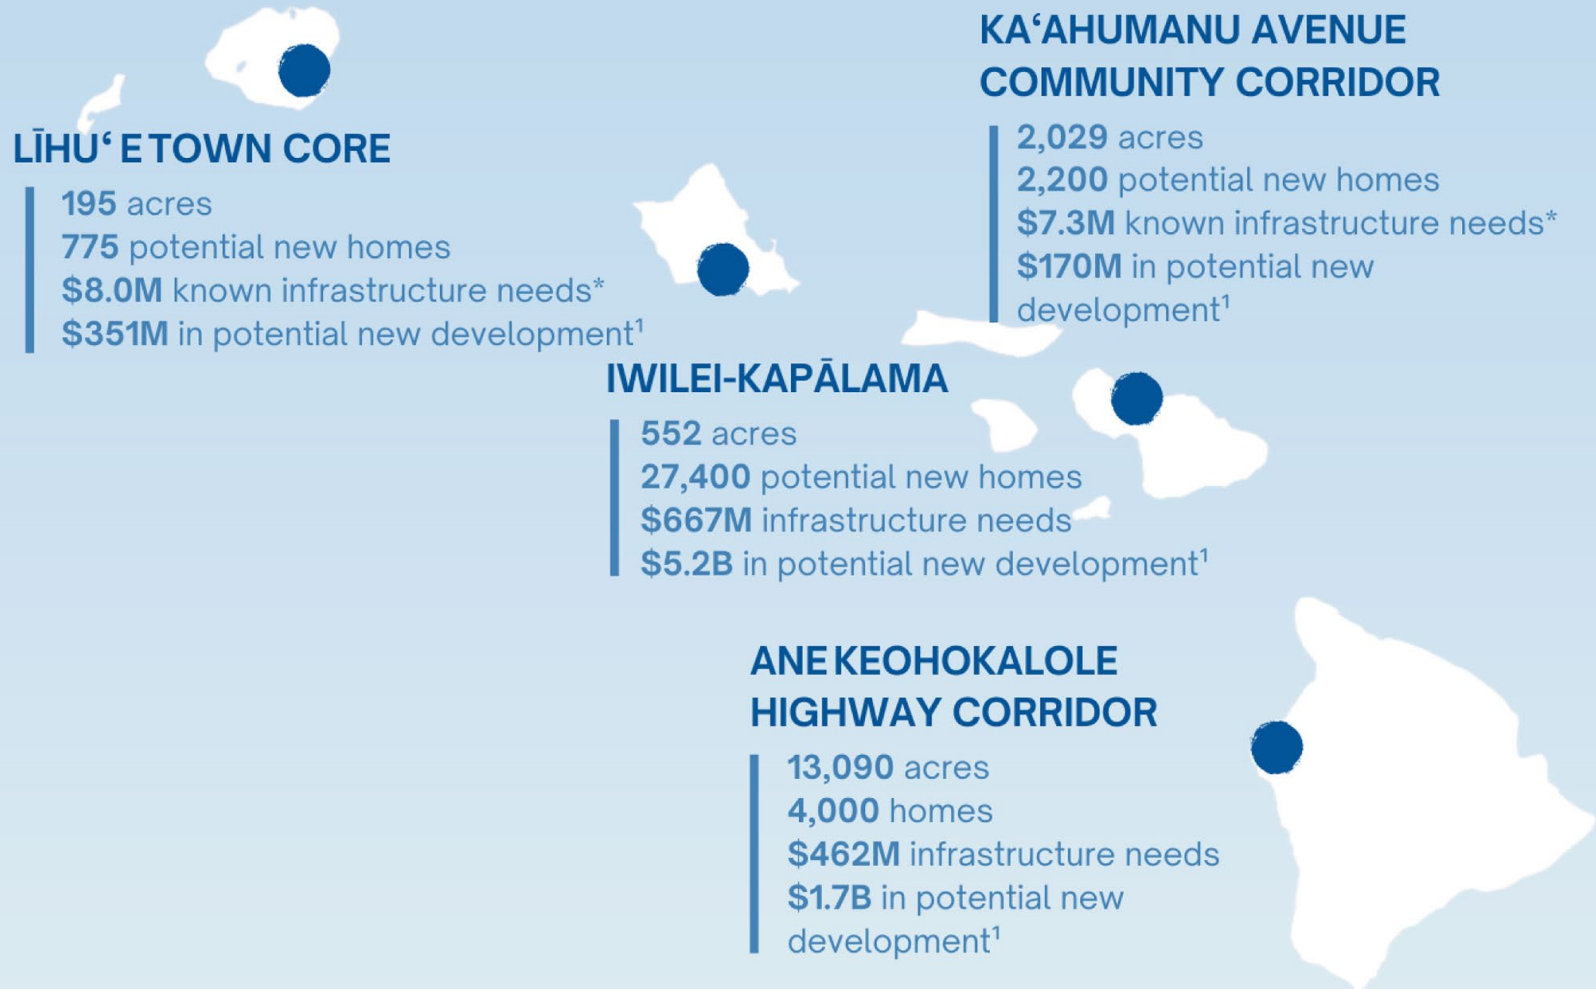 LĪHUʻE TOWN CORE
195 acres
775 potential new homes
$8.0M known infrastructure needs*
$351M in potential new development¹
KAʻAHUMANU AVENUE
COMMUNITY CORRIDOR
2,029 acres
2,200 potential new homes
$7.3M known infrastructure needs*
$170M in potential new
development¹
IWILEI-KAPĀLAMA
552 acres
27,400 potential new homes
$667M infrastructure needs
$5.2B in potential new development¹
ANE KEOHOKALOLE
HIGHWAY CORRIDOR
13,090 acres
4,000 homes
$462M infrastructure needs
$1.7B in potential new
development¹